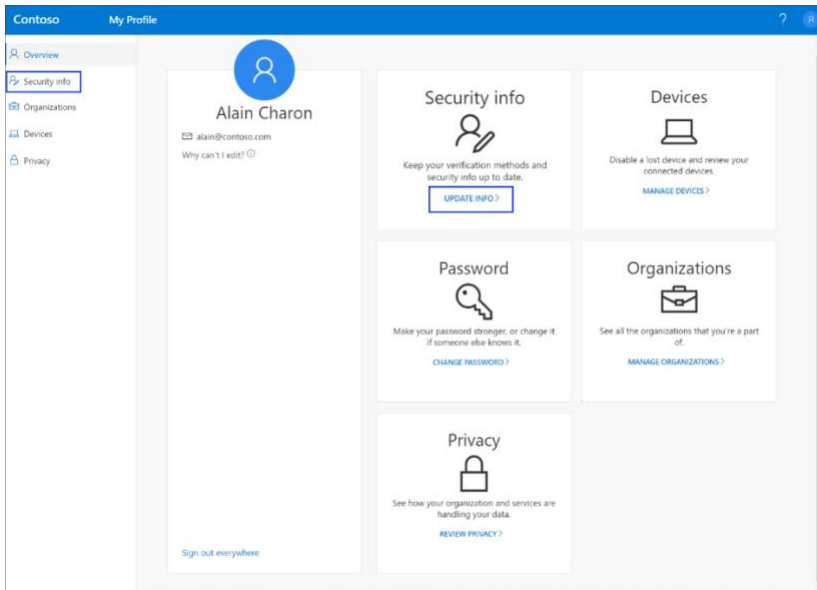 Contoso
My Profile
?
Overview
Security info
Organizations
Devices
Privacy
Alain Charon
alain@contoso.com
Why can't I edit?
Sign out everywhere
Security info
Keep your verification methods and
security info up to date.
UPDATE INFO >
Devices
Disable a lost device and review your
connected devices.
MANAGE DEVICES >
Password
Make your password stronger, or change it
if someone else knows it.
CHANGE PASSWORD >
Organizations
See all the organizations that you're a part
of.
MANAGE ORGANIZATIONS >
Privacy
See how your organization and services are
handling your data.
REVIEW PRIVACY >